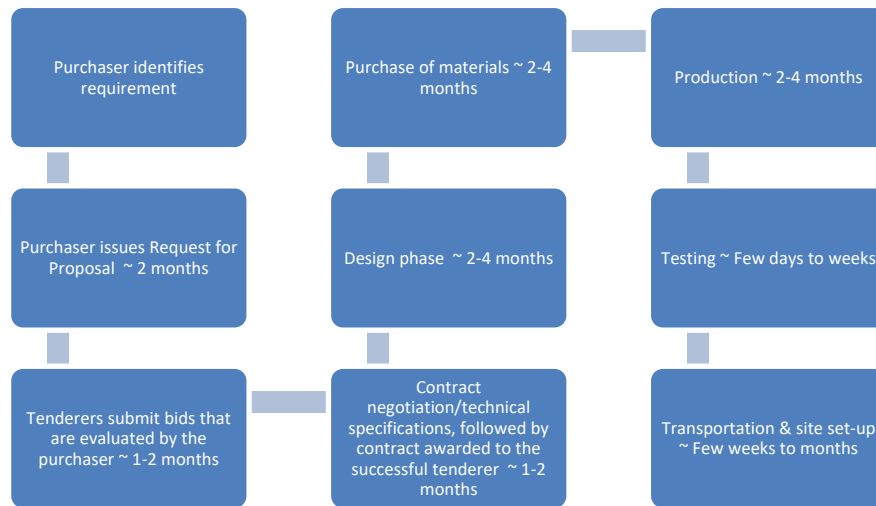 Purchaser identifies
requirement
Purchaser issues Request for
Proposal ~ 2 months
Tenderers submit bids that
are evaluated by the
purchaser ~ 1-2 months
Contract
negotiation/technical
specifications, followed by
contract awarded to the
successful tenderer ~ 1-2
months
Design phase ~ 2-4 months
Purchase of materials ~ 2-4
months
Production ~ 2-4 months
Testing ~ Few days to weeks
Transportation & site set-up
~ Few weeks to months